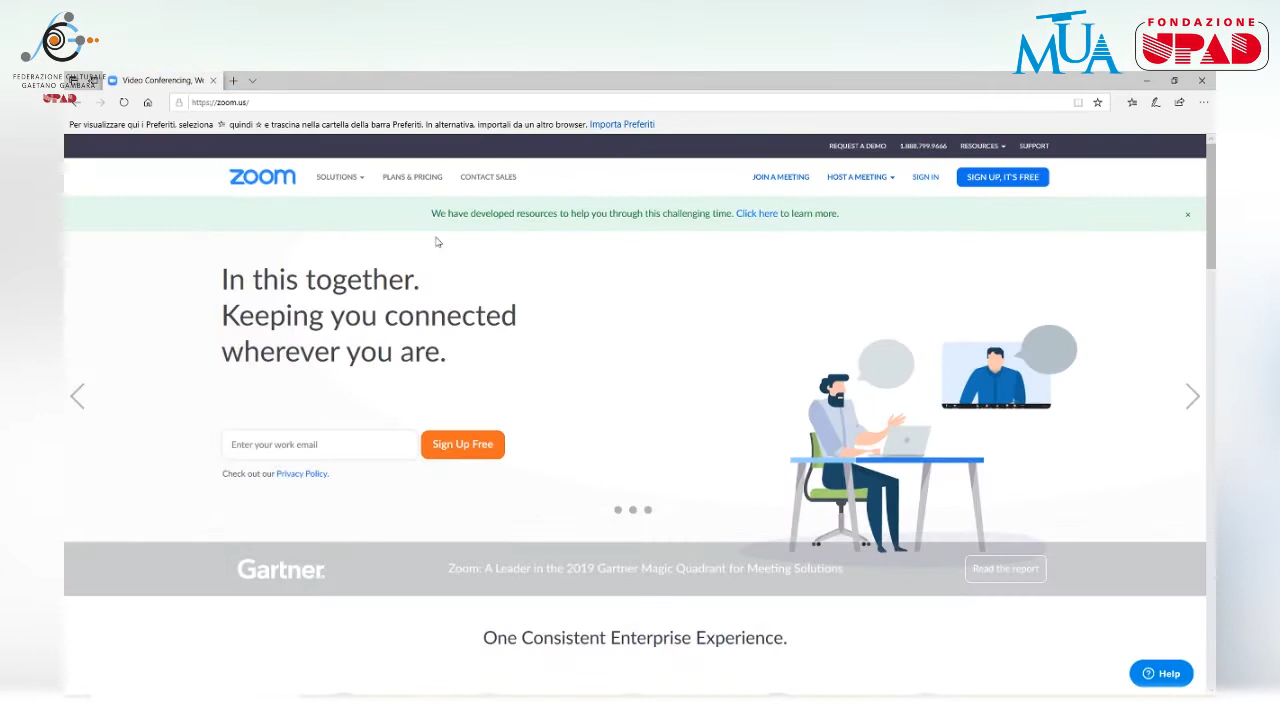 FEDERAZIONE CULTURALE
GAETANO GAMBARA
UPAD
MUA
FONDAZIONE
UPAD
Video Conferencing, We
https://zoom.us/
Per visualizzare qui i Preferiti, seleziona ☆ quindi ☆ e trascina nella cartella della barra Preferiti. In alternativa, importali da un altro browser. Importa Preferiti
REQUEST A DEMO 1.888.799.9666 RESOURCES SUPPORT
zoom SOLUTIONS PLANS & PRICING CONTACT SALES JOIN A MEETING HOST A MEETING SIGN IN SIGN UP, IT'S FREE
We have developed resources to help you through this challenging time. Click here to learn more.
In this together.
Keeping you connected
wherever you are.
Enter your work email Sign Up Free
Check out our Privacy Policy.
Gartner. Zoom: A Leader in the 2019 Gartner Magic Quadrant for Meeting Solutions Read the report
One Consistent Enterprise Experience.
Help